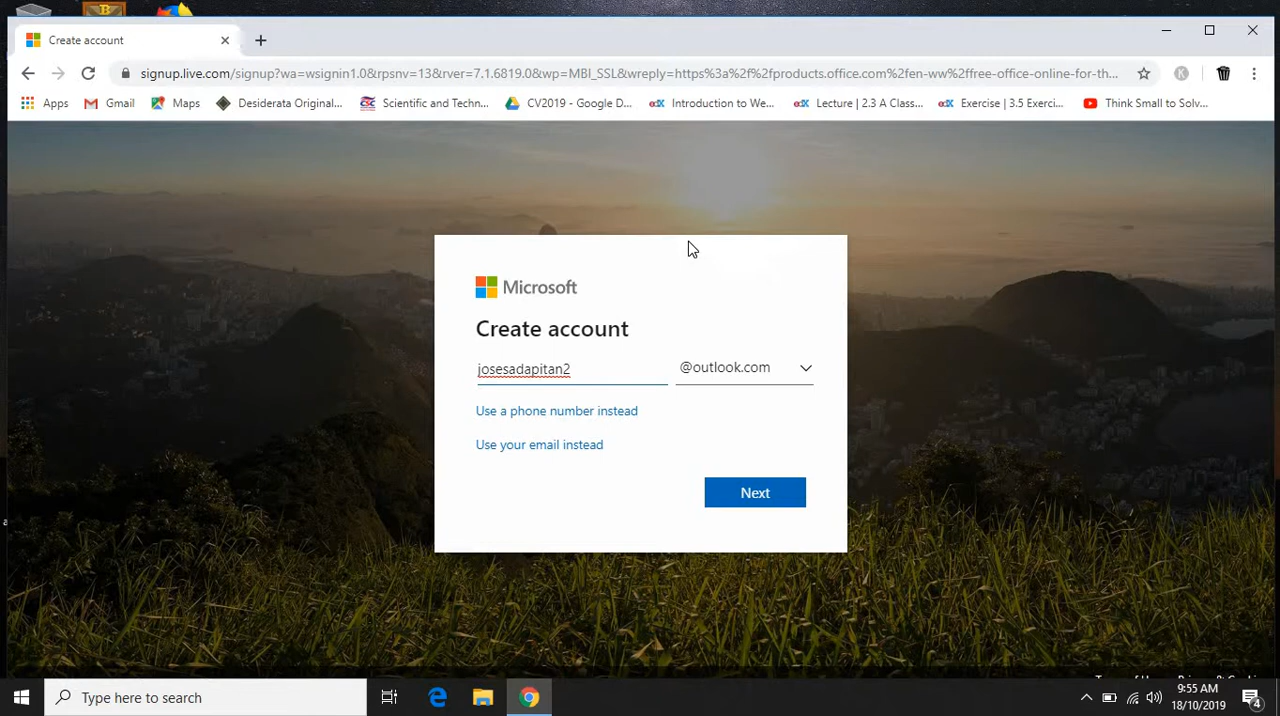 Create account
signup.live.com/signup?wa=wsignin1.0&rpsnv=13&rver=7.1.6819.0&wp=MBI_SSL&wreply=https%3a%2f%2fproducts.office.com%2fen-ww%2ffree-office-online-for-th...
Apps Gmail Maps Desiderata Original... Scientific and Techn... CV2019 - Google D... Introduction to We... Lecture | 2.3 A Class... Exercise | 3.5 Exerci... Think Small to Solv...
Microsoft
Create account
josesadapitan2 @outlook.com
Use a phone number instead
Use your email instead
Next
Type here to search
9:55 AM
18/10/2019
4